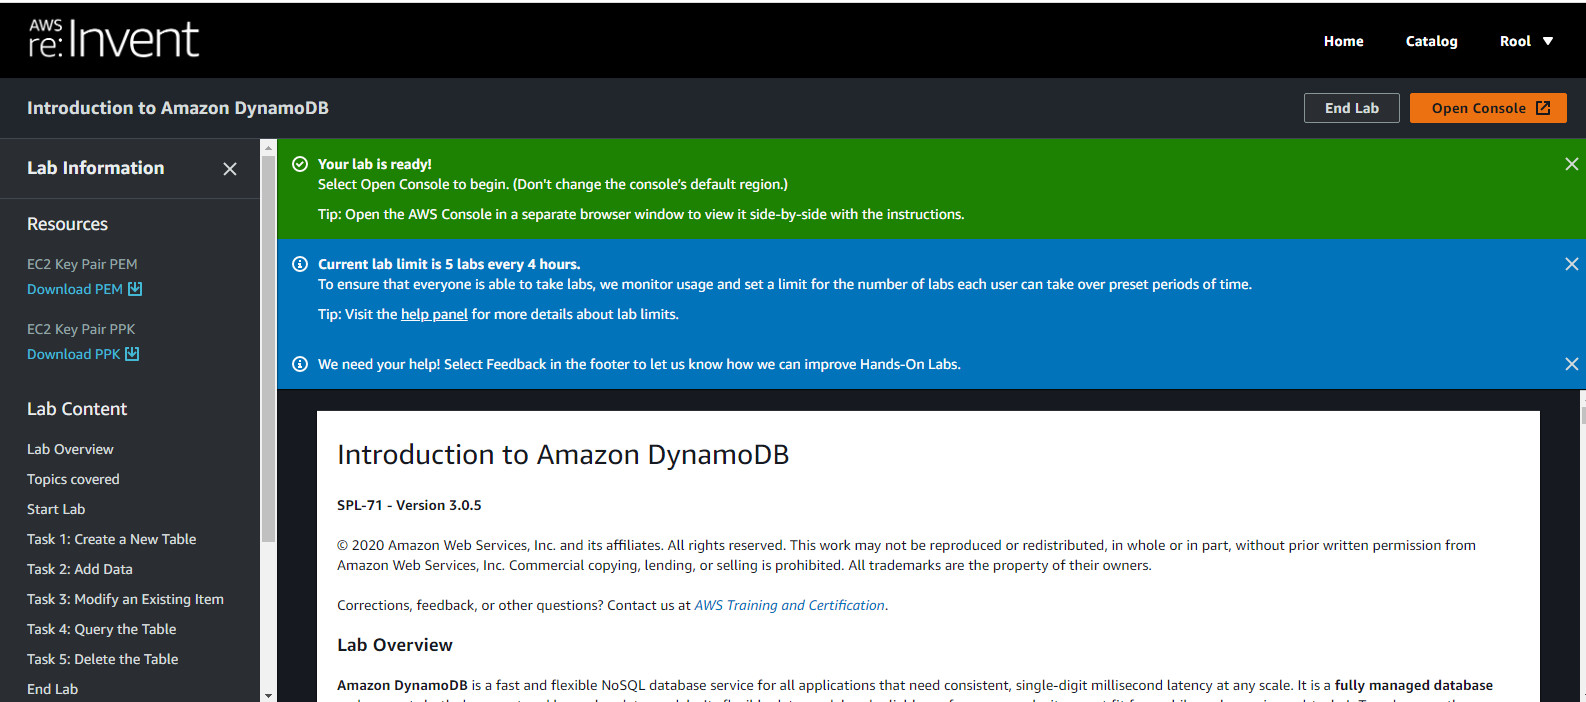 AWS
re:Invent
Home
Catalog
Rool
Introduction to Amazon DynamoDB
End Lab
Open Console
Lab Information
Resources
EC2 Key Pair PEM
Download PEM
EC2 Key Pair PPK
Download PPK
Lab Content
Lab Overview
Topics covered
Start Lab
Task 1: Create a New Table
Task 2: Add Data
Task 3: Modify an Existing Item
Task 4: Query the Table
Task 5: Delete the Table
End Lab
Your lab is ready!
Select Open Console to begin. (Don't change the console's default region.)
Tip: Open the AWS Console in a separate browser window to view it side-by-side with the instructions.
Current lab limit is 5 labs every 4 hours.
To ensure that everyone is able to take labs, we monitor usage and set a limit for the number of labs each user can take over preset periods of time.
Tip: Visit the help panel for more details about lab limits.
We need your help! Select Feedback in the footer to let us know how we can improve Hands-On Labs.
Introduction to Amazon DynamoDB
SPL-71 - Version 3.0.5
© 2020 Amazon Web Services, Inc. and its affiliates. All rights reserved. This work may not be reproduced or redistributed, in whole or in part, without prior written permission from
Amazon Web Services, Inc. Commercial copying, lending, or selling is prohibited. All trademarks are the property of their owners.
Corrections, feedback, or other questions? Contact us at AWS Training and Certification.
Lab Overview
Amazon DynamoDB is a fast and flexible NoSQL database service for all applications that need consistent, single-digit millisecond latency at any scale. It is a fully managed database